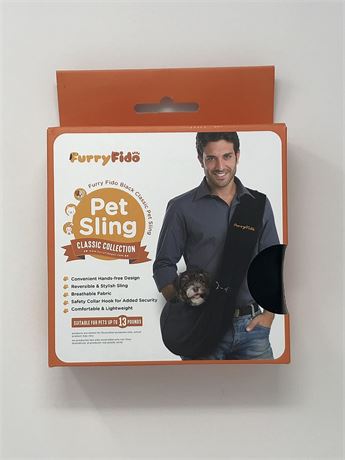 FurryFido
Furry Fido Black Classic Pet Sling
Pet
Sling
CLASSIC COLLECTION
Convenient Hands-free Design
Reversible & Stylish Sling
Breathable Fabric
Safety Collar Hook for Added Security
Comfortable & Lightweight
SUITABLE FOR PETS UP TO 13 POUNDS
FurryFido